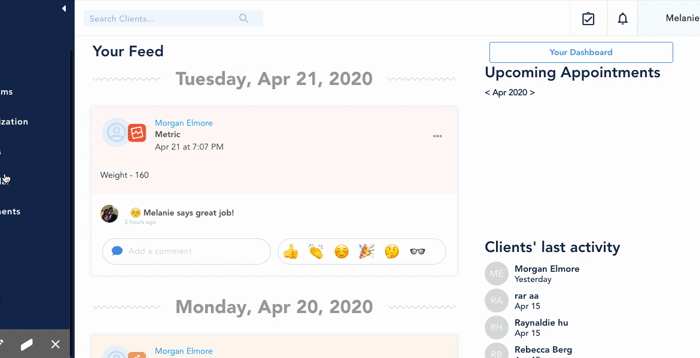 Search Clients...
Melanie
Your Feed
Your Dashboard
Tuesday, Apr 21, 2020
Upcoming Appointments
< Apr 2020 >
ms
ization
s
ents
Morgan Elmore
Metric
Apr 21 at 7:07 PM
...
Weight - 160
Melanie says great job!
3 hours ago
Add a comment
Clients' last activity
ME
Morgan Elmore
Yesterday
RA
rar aa
Apr 15
RH
Raynaldie hu
Apr 15
RB
Rebecca Berg
Monday, Apr 20, 2020
Morgan Elmore